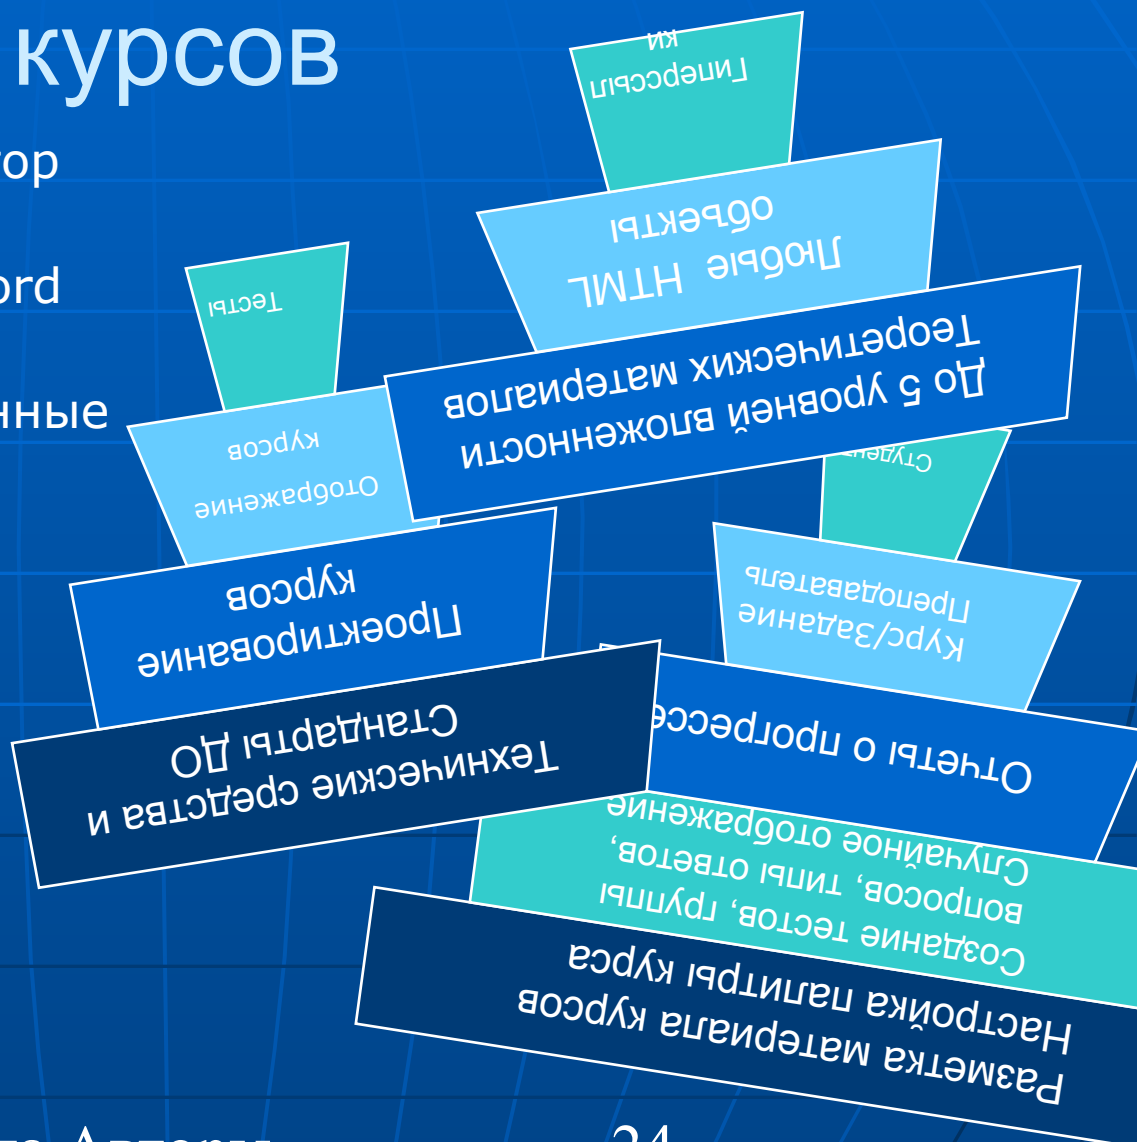 курсов
ор
ord
нные
Гиперссыл
ки
Любые HTML
объекты
До 5 уровней вложенности
Теоретических материалов
Тесты
Отображение
курсов
Проектирование
курсов
Технические средства и
Стандарты ДО
Студент
Курс/Задание
Преподаватель
Отчеты о прогрессе
Создание тестов, группы
вопросов, типы ответов,
Случайное отображение
Разметка материала курсов
Настройка палитры курса
24